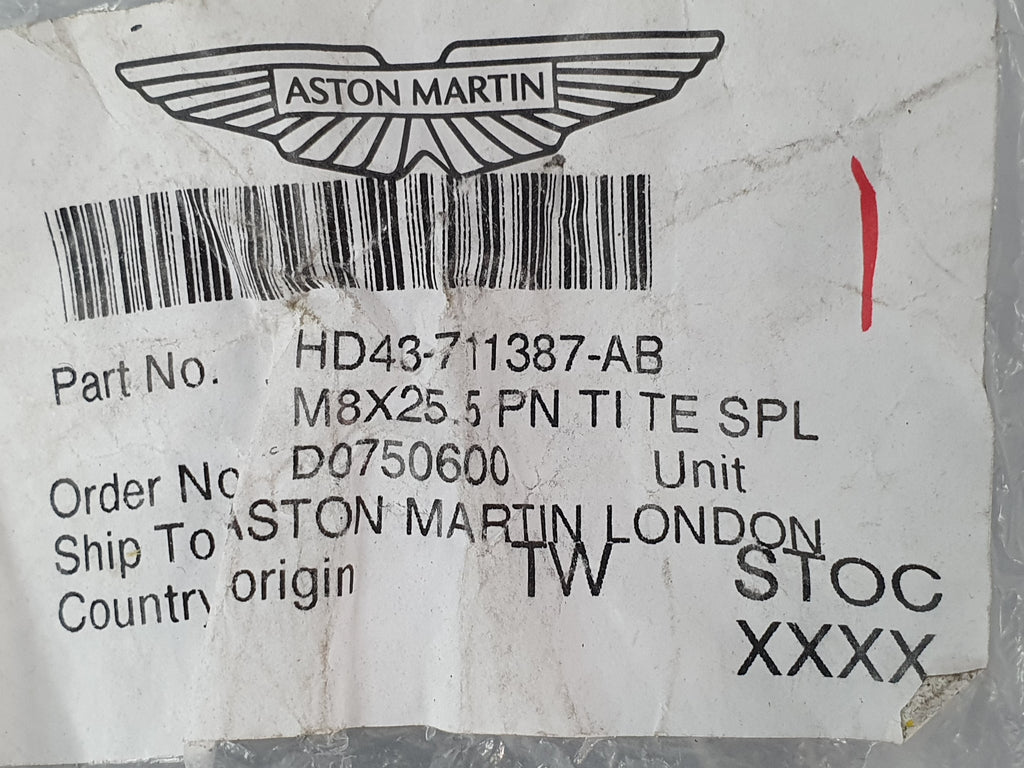 ASTON MARTIN
Part No. HD43-711387-AB
M8X25.5 PN TI TE SPL
Order No D0750600 Unit
Ship To ASTON MARTIN LONDON
Country origin TW STOC
XXXX